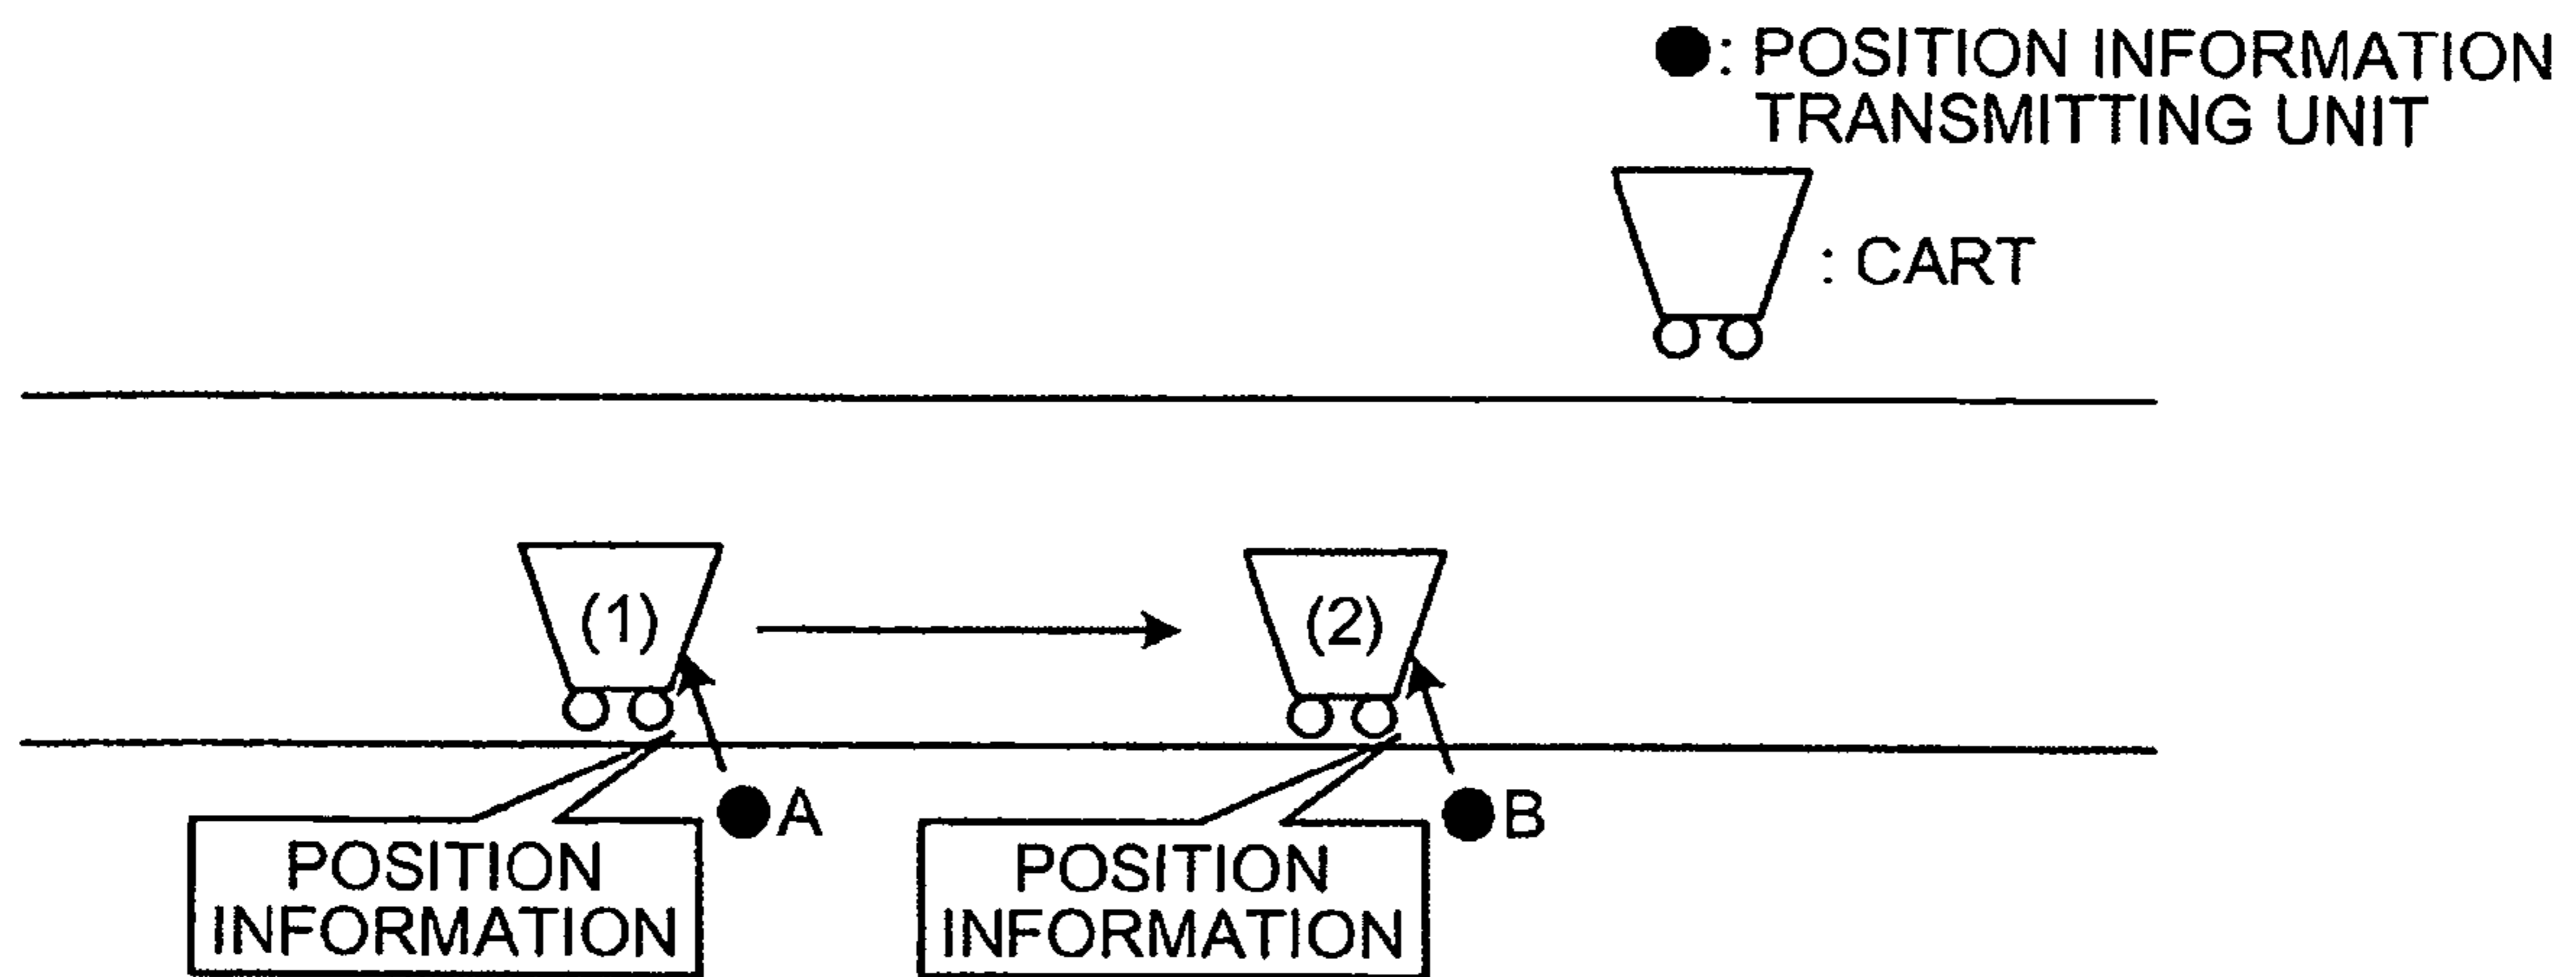 ●: POSITION INFORMATION
TRANSMITTING UNIT
: CART
(1)
(2)
A
B
POSITION
INFORMATION
POSITION
INFORMATION